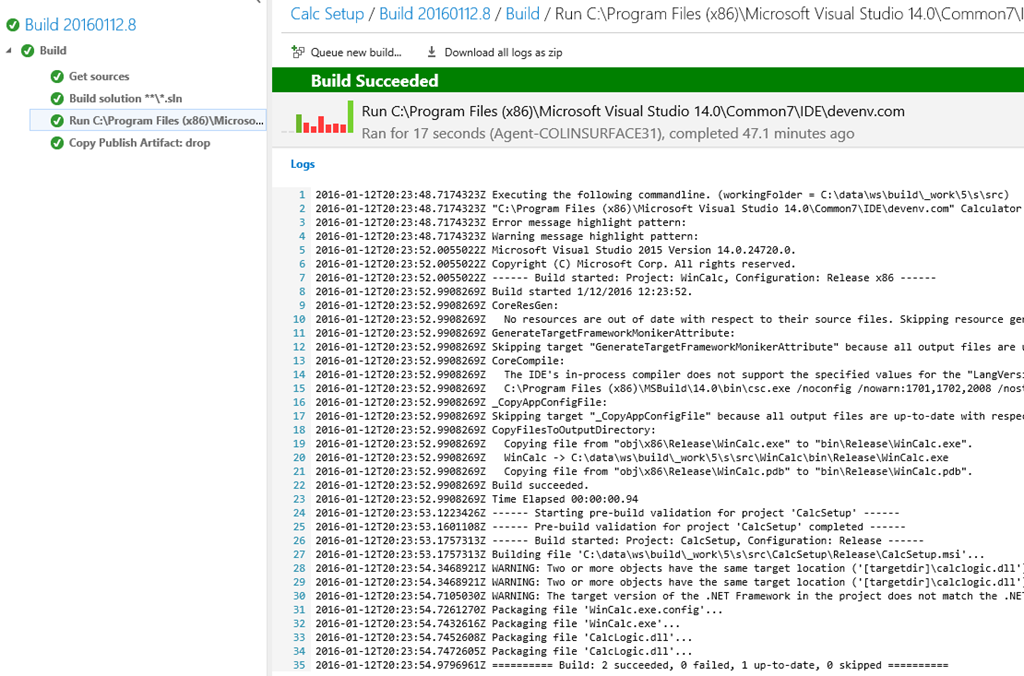 Build 20160112.8
Build
Get sources
Build solution **\*.sln
Run C:\Program Files (x86)\Microso...
Copy Publish Artifact: drop
Calc Setup / Build 20160112.8 / Build / Run C:\Program Files (x86)\Microsoft Visual Studio 14.0\Common7\I
Queue new build... Download all logs as zip
Build Succeeded
Run C:\Program Files (x86)\Microsoft Visual Studio 14.0\Common7\IDE\devenv.com
Ran for 17 seconds (Agent-COLINSURFACE31), completed 47.1 minutes ago
Logs
1 2016-01-12T20:23:48.7174323Z Executing the following commandline. (workingFolder = C:\data\ws\build\_work\5\s\src)
2 2016-01-12T20:23:48.7174323Z "C:\Program Files (x86)\Microsoft Visual Studio 14.0\Common7\IDE\devenv.com" Calculator
3 2016-01-12T20:23:48.7174323Z Error message highlight pattern:
4 2016-01-12T20:23:48.7174323Z Warning message highlight pattern:
5 2016-01-12T20:23:52.0055022Z Microsoft Visual Studio 2015 Version 14.0.24720.0.
6 2016-01-12T20:23:52.0055022Z Copyright (C) Microsoft Corp. All rights reserved.
7 2016-01-12T20:23:52.0055022Z ------ Build started: Project: WinCalc, Configuration: Release x86 ------
8 2016-01-12T20:23:52.9908269Z Build started 1/12/2016 12:23:52.
9 2016-01-12T20:23:52.9908269Z CoreResGen:
10 2016-01-12T20:23:52.9908269Z No resources are out of date with respect to their source files. Skipping resource ger
11 2016-01-12T20:23:52.9908269Z GenerateTargetFrameworkMonikerAttribute:
12 2016-01-12T20:23:52.9908269Z Skipping target "GenerateTargetFrameworkMonikerAttribute" because all output files are u
13 2016-01-12T20:23:52.9908269Z CoreCompile:
14 2016-01-12T20:23:52.9908269Z The IDE's in-process compiler does not support the specified values for the "LangVersi
15 2016-01-12T20:23:52.9908269Z C:\Program Files (x86)\MSBuild\14.0\bin\csc.exe /noconfig /nowarn:1701,1702,2008 /nost
16 2016-01-12T20:23:52.9908269Z _CopyAppConfigFile:
17 2016-01-12T20:23:52.9908269Z Skipping target "_CopyAppConfigFile" because all output files are up-to-date with respec
18 2016-01-12T20:23:52.9908269Z CopyFilesToOutputDirectory:
19 2016-01-12T20:23:52.9908269Z Copying file from "obj\x86\Release\WinCalc.exe" to "bin\Release\WinCalc.exe".
20 2016-01-12T20:23:52.9908269Z WinCalc -> C:\data\ws\build\_work\5\s\src\WinCalc\bin\Release\WinCalc.exe
21 2016-01-12T20:23:52.9908269Z Copying file from "obj\x86\Release\WinCalc.pdb" to "bin\Release\WinCalc.pdb".
22 2016-01-12T20:23:52.9908269Z Build succeeded.
23 2016-01-12T20:23:52.9908269Z Time Elapsed 00:00:00.94
24 2016-01-12T20:23:53.1223426Z ------ Starting pre-build validation for project 'CalcSetup' ------
25 2016-01-12T20:23:53.1601108Z ------ Pre-build validation for project 'CalcSetup' completed ------
26 2016-01-12T20:23:53.1757313Z ------ Build started: Project: CalcSetup, Configuration: Release ------
27 2016-01-12T20:23:53.1757313Z Building file 'C:\data\ws\build\_work\5\s\src\CalcSetup\Release\CalcSetup.msi'...
28 2016-01-12T20:23:54.3468921Z WARNING: Two or more objects have the same target location ('[targetdir]\calclogic.dll'
29 2016-01-12T20:23:54.3468921Z WARNING: Two or more objects have the same target location ('[targetdir]\calclogic.dll'
30 2016-01-12T20:23:54.7105030Z WARNING: The target version of the .NET Framework in the project does not match the .NET
31 2016-01-12T20:23:54.7261270Z Packaging file 'WinCalc.exe.config'...
32 2016-01-12T20:23:54.7432616Z Packaging file 'WinCalc.exe'...
33 2016-01-12T20:23:54.7452608Z Packaging file 'CalcLogic.dll'...
34 2016-01-12T20:23:54.7472605Z Packaging file 'CalcLogic.dll'...
35 2016-01-12T20:23:54.9796961Z ========== Build: 2 succeeded, 0 failed, 1 up-to-date, 0 skipped ==========